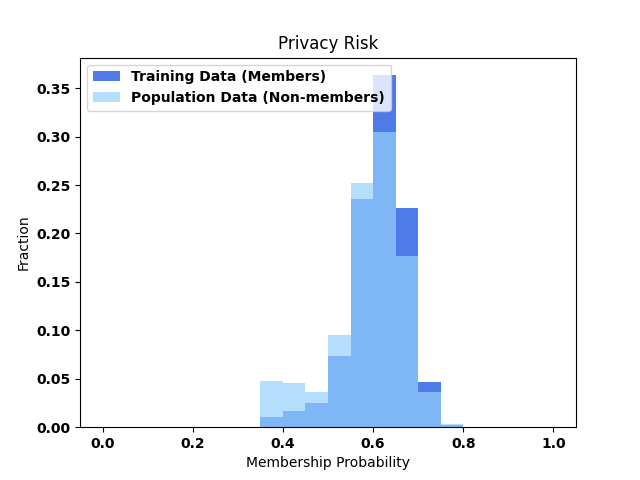 Privacy Risk
Training Data (Members)
Population Data (Non-members)
Fraction
0.35
0.30
0.25
0.20
0.15
0.10
0.05
0.00
0.0 0.2 0.4 0.6 0.8 1.0
Membership Probability